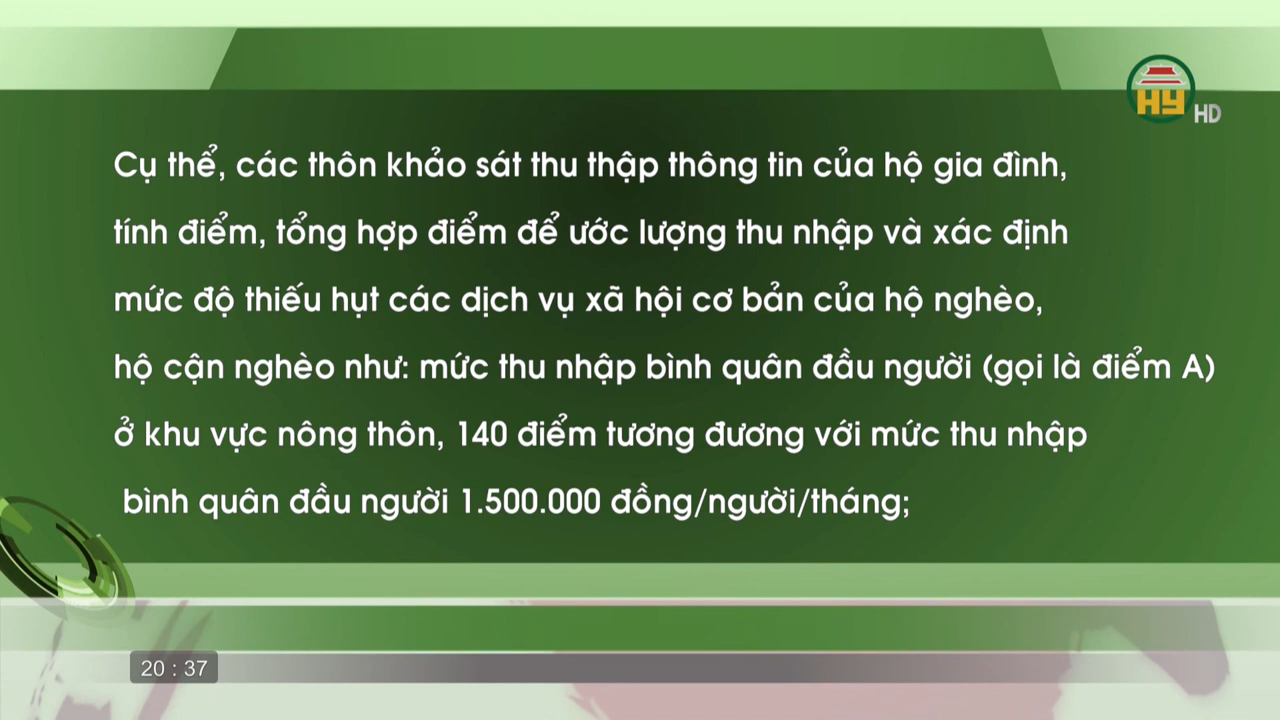 HY HD
Cụ thể, các thôn khảo sát thu thập thông tin của hộ gia đình,
tính điểm, tổng hợp điểm để ước lượng thu nhập và xác định
mức độ thiếu hụt các dịch vụ xã hội cơ bản của hộ nghèo,
hộ cận nghèo như: mức thu nhập bình quân đầu người (gọi là điểm A)
ở khu vực nông thôn, 140 điểm tương đương với mức thu nhập
bình quân đầu người 1.500.000 đồng/người/tháng;
20 : 37